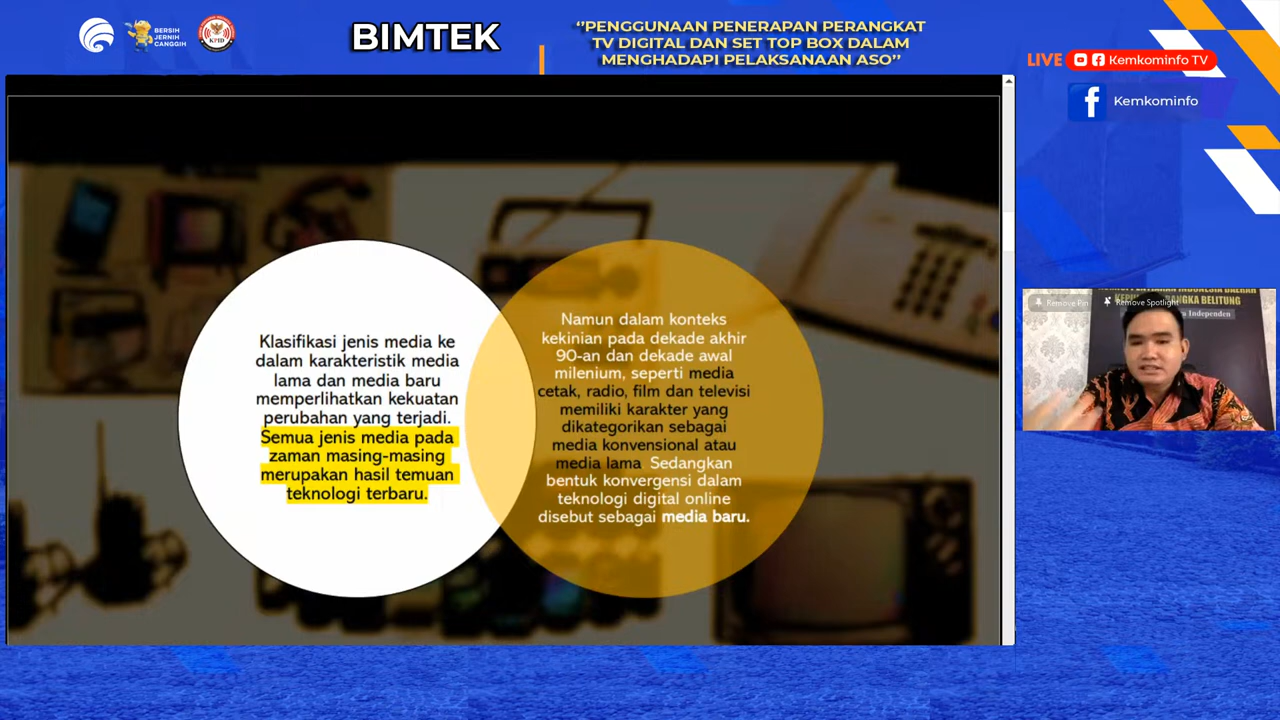 BERSIH
JERNIH
CANGGIH
KPID
BIMTEK
"PENGGUNAAN PENERAPAN PERANGKAT
TV DIGITAL DAN SET TOP BOX DALAM
MENGHADAPI PELAKSANAAN ASO"
LIVE Kemkominfo TV
Kemkominfo
Klasifikasi jenis media ke
dalam karakteristik media
lama dan media baru
memperlihatkan kekuatan
perubahan yang terjadi.
Semua jenis media pada
zaman masing-masing
merupakan hasil temuan
teknologi terbaru.
Namun dalam konteks
kekinian pada dekade akhir
90-an dan dekade awal
milenium, seperti media
cetak, radio, film dan televisi
memiliki karakter yang
dikategorikan sebagai
media konvensional atau
media lama Sedangkan
bentuk konvergensi dalam
teknologi digital online
disebut sebagai media baru.
Remove Pin
Remove Spotlight
INDONESIA DAERAH
BANGKA BELITUNG
Independen